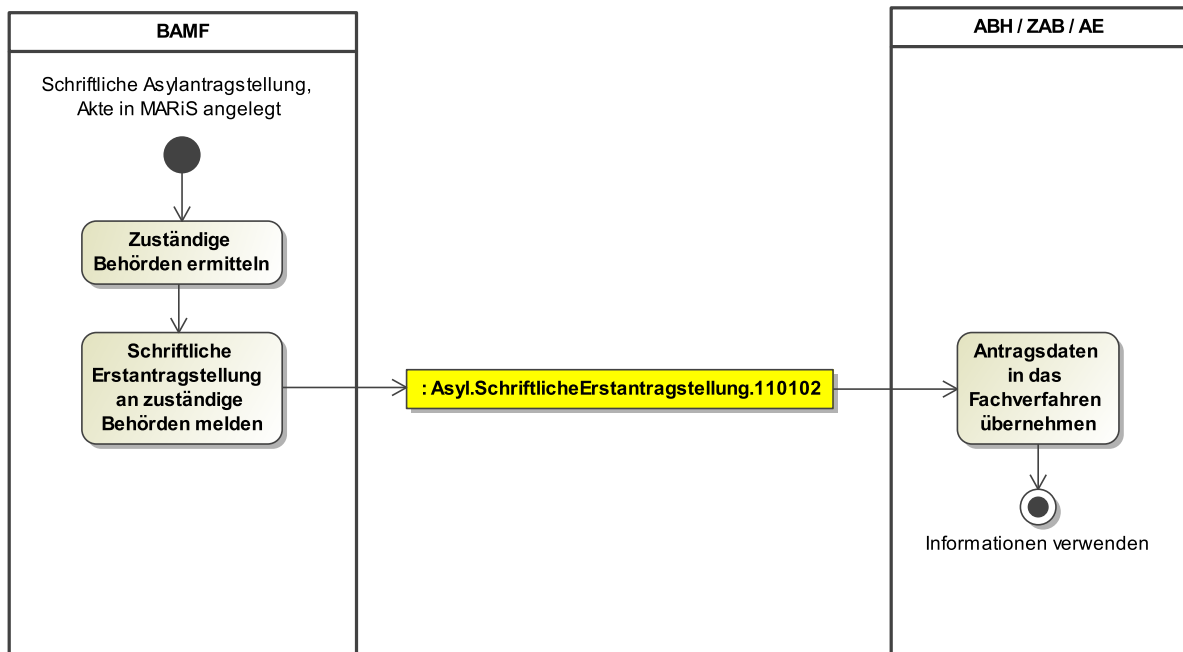 BAMF
Schriftliche Asylantragstellung,
Akte in MARiS angelegt
Zuständige
Behörden ermitteln
Schriftliche
Erstantragstellung
an zuständige
Behörden melden
: Asyl.SchriftlicheErstantragstellung.110102
ABH / ZAB / AE
Antragsdaten
in das
Fachverfahren
übernehmen
Informationen verwenden